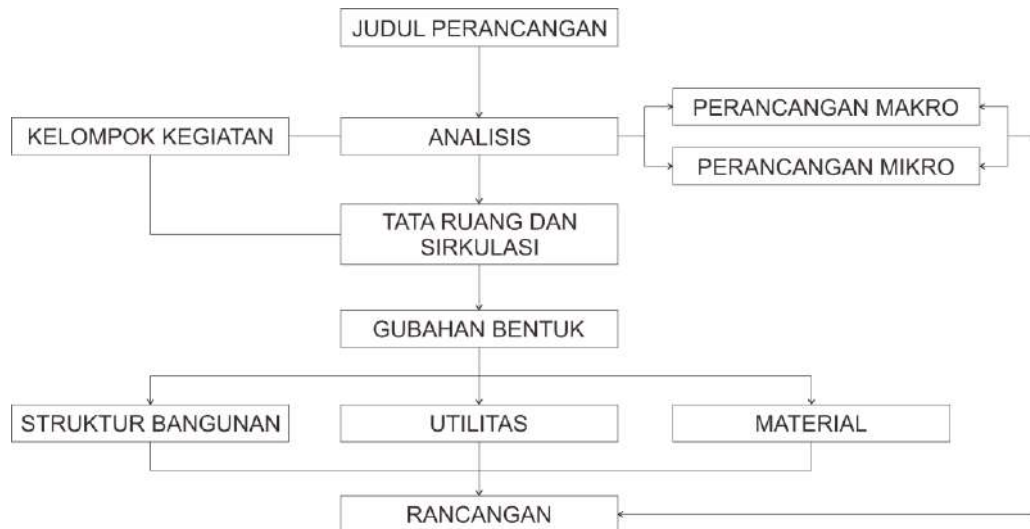 JUDUL PERANCANGAN
PERANCANGAN MAKRO
KELOMPOK KEGIATAN
ANALISIS
PERANCANGAN MIKRO
TATA RUANG DAN
SIRKULASI
GUBAHAN BENTUK
STRUKTUR BANGUNAN
UTILITAS
MATERIAL
RANCANGAN